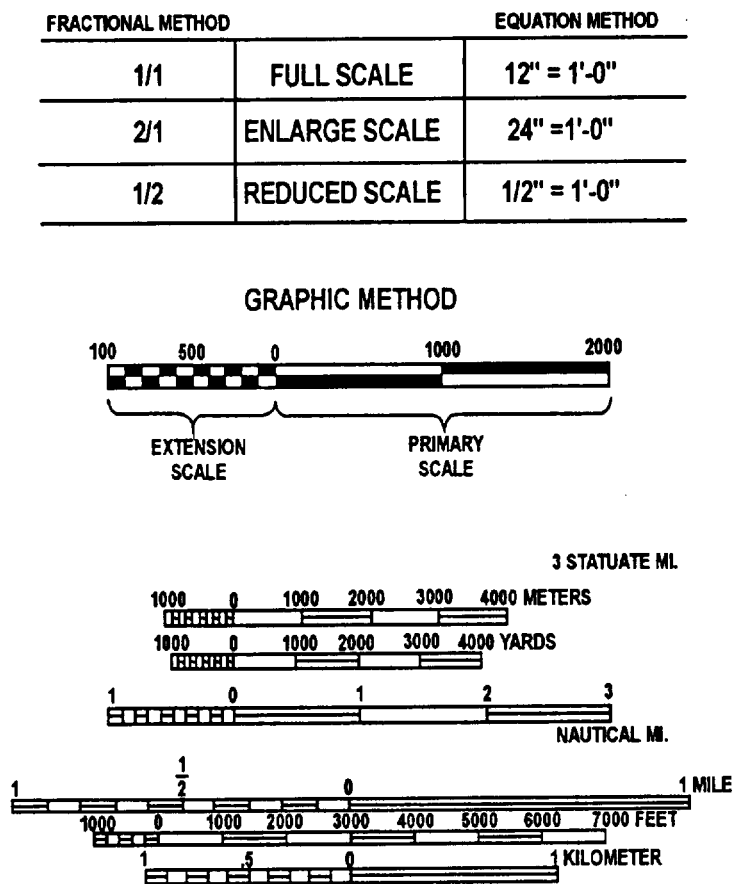 FRACTIONAL METHOD EQUATION METHOD
1/1 FULL SCALE 12" = 1'-0"
2/1 ENLARGE SCALE 24" =1'-0"
1/2 REDUCED SCALE 1/2" = 1'-0"
GRAPHIC METHOD
100 500 0 1000 2000
EXTENSION SCALE
PRIMARY SCALE
3 STATUATE MI.
1000 0 1000 2000 3000 4000 METERS
1000 0 1000 2000 3000 4000 YARDS
1 0 1 2 3
NAUTICAL MI.
1 1/2 0 1 MILE
1000 0 1000 2000 3000 4000 5000 6000 7000 FEET
1 .5 0 1 KILOMETER